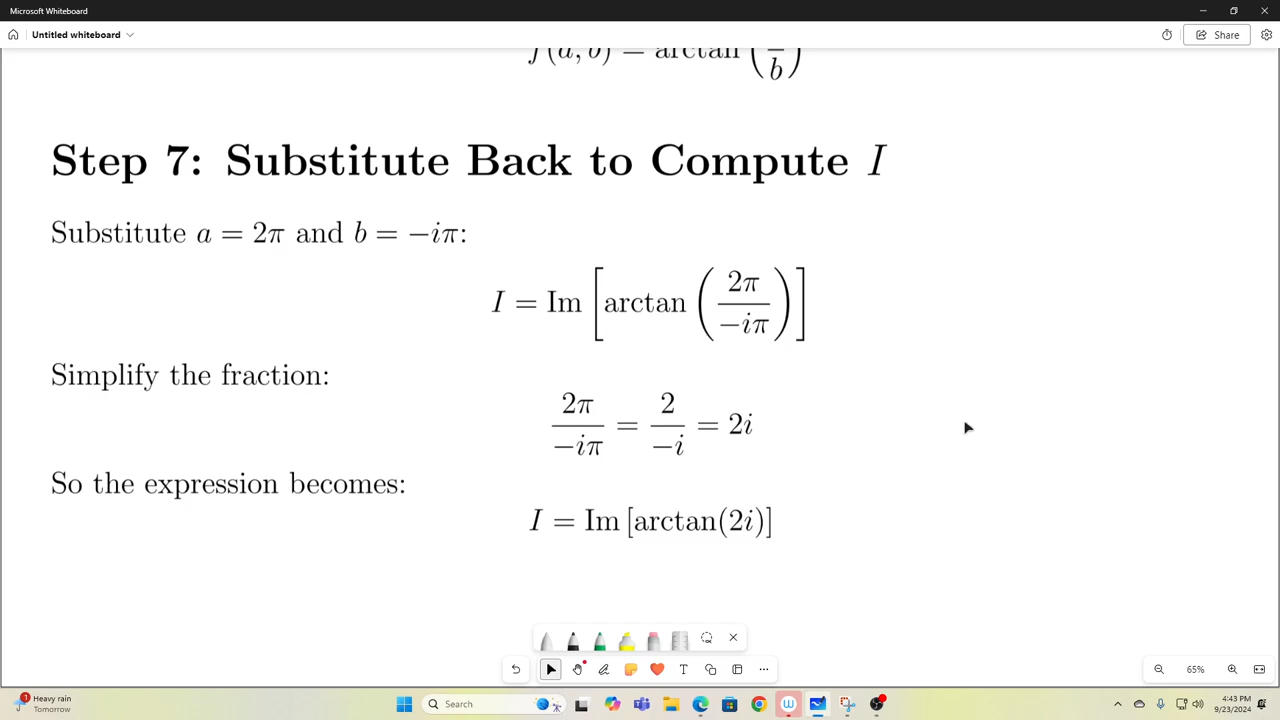 Microsoft Whiteboard
Untitled whiteboard
Share
f(a, b) = arctan ( / b )
Step 7: Substitute Back to Compute I
Substitute a = 2π and b = −iπ:
I = Im [arctan (2π / −iπ)]
Simplify the fraction:
2π / −iπ = 2 / −i = 2i
So the expression becomes:
I = Im [arctan(2i)]
T
65%
1
Heavy rain
Tomorrow
Search
4:43 PM
9/23/2024